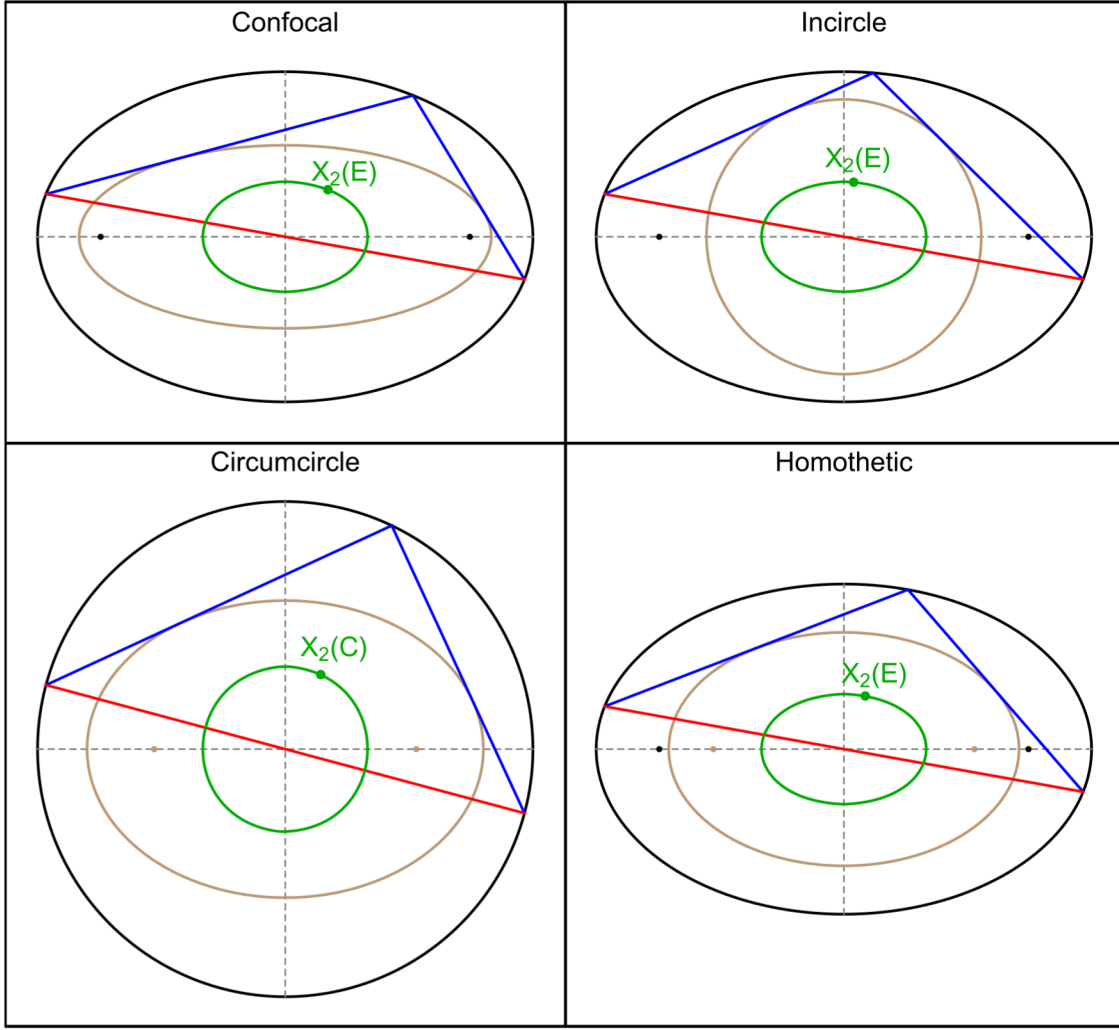 Confocal
X₂(E)
Incircle
X₂(E)
Circumcircle
X₂(C)
Homothetic
X₂(E)